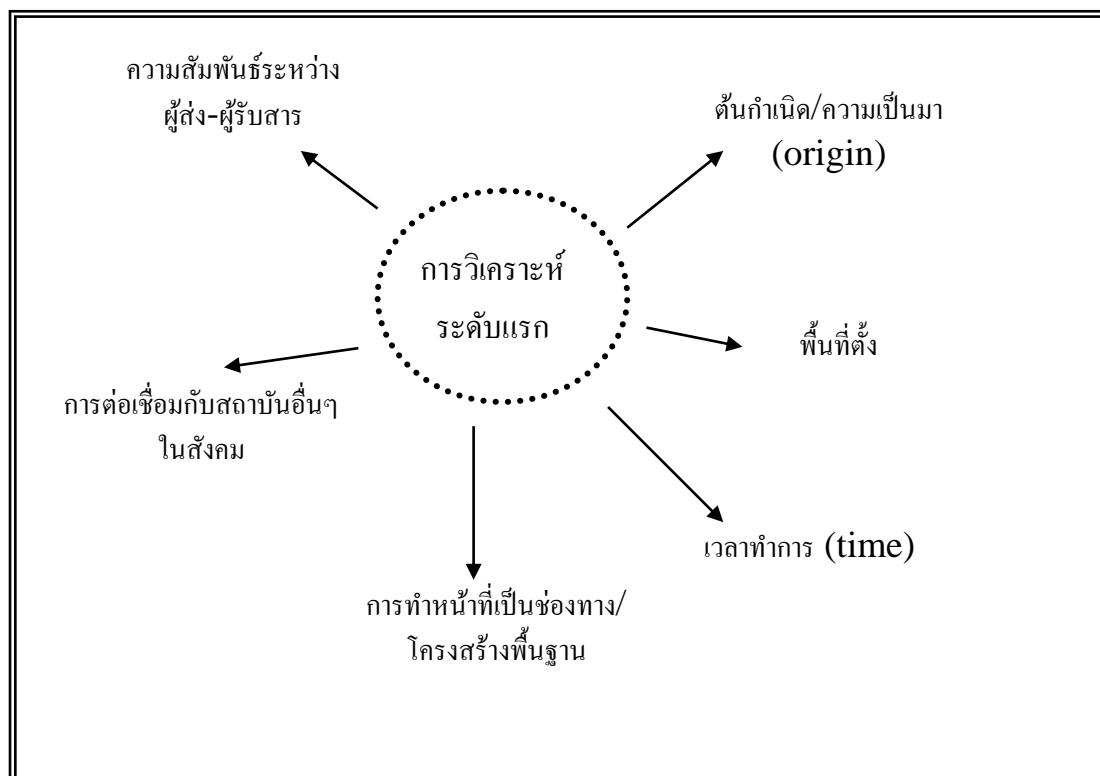 ความสัมพันธ์ระหว่าง
ผู้ส่ง-ผู้รับสาร
ต้นกำเนิด/ความเป็นมา
(origin)
การวิเคราะห์
ระดับแรก
พื้นที่ตั้ง
การต่อเชื่อมกับสถาบันอื่นๆ
ในสังคม
เวลาทำการ (time)
การทำหน้าที่เป็นช่องทาง/
โครงสร้างพื้นฐาน